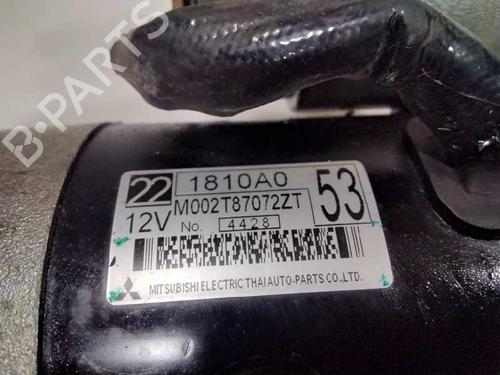 B-PARTS
22 1810A0 53
12V M002T87072ZT
No. 4428
MITSUBISHI ELECTRIC THAI AUTO-PARTS CO., LTD.